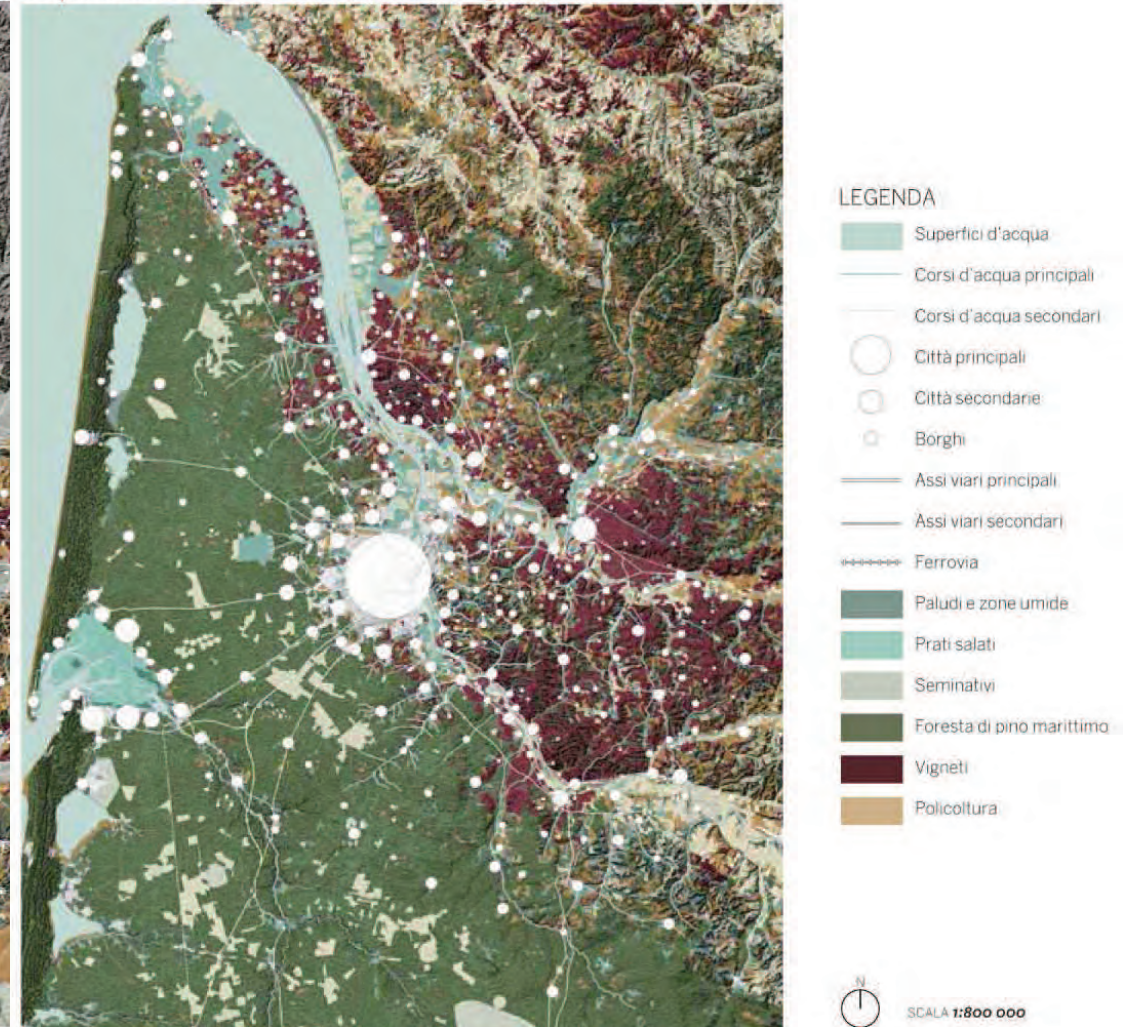 LEGENDA
Superfici d'acqua
Corsi d'acqua principali
Corsi d'acqua secondari
Città principali
Città secondarie
Borghi
Assi viari principali
Assi viari secondari
Ferrovia
Paludi e zone umide
Prati salati
Seminativi
Foresta di pino marittimo
Vigneti
Policoltura
N
SCALA 1:800 000